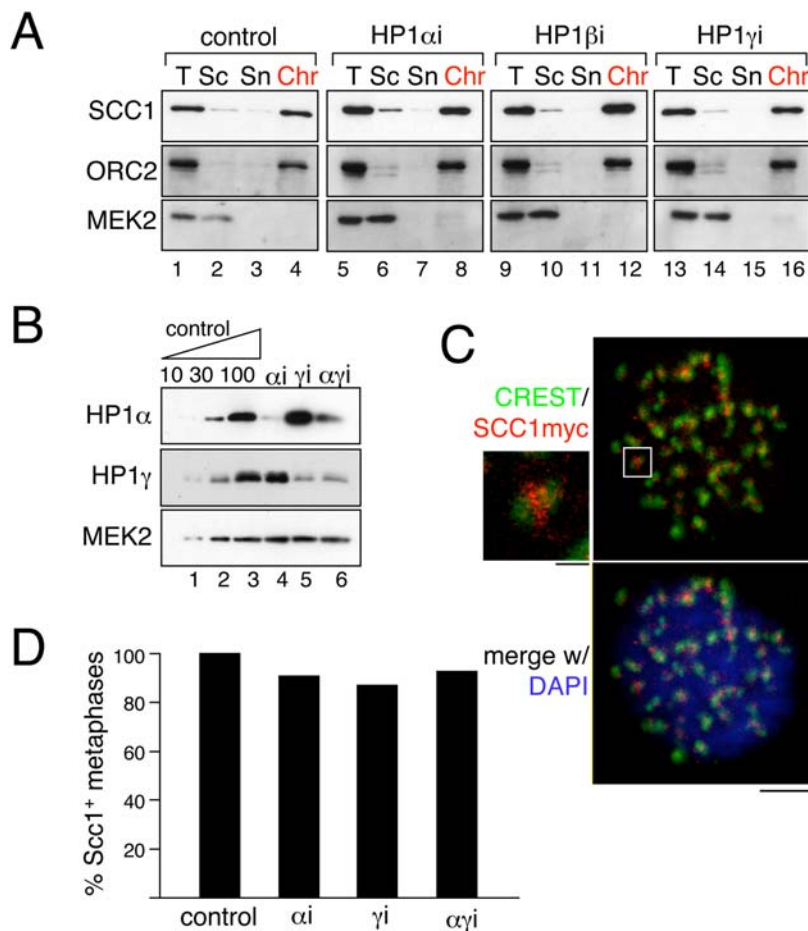 A
control HP1αi HP1βi HP1γi
T Sc Sn Chr T Sc Sn Chr T Sc Sn Chr T Sc Sn Chr
SCC1
ORC2
MEK2
1 2 3 4 5 6 7 8 9 10 11 12 13 14 15 16
B
control
10 30 100 αi γi αγi
HP1α
HP1γ
MEK2
1 2 3 4 5 6
C
CREST/
SCC1myc
merge w/
DAPI
D
% Scc1+ metaphases
100
80
60
40
20
control αi γi αγi